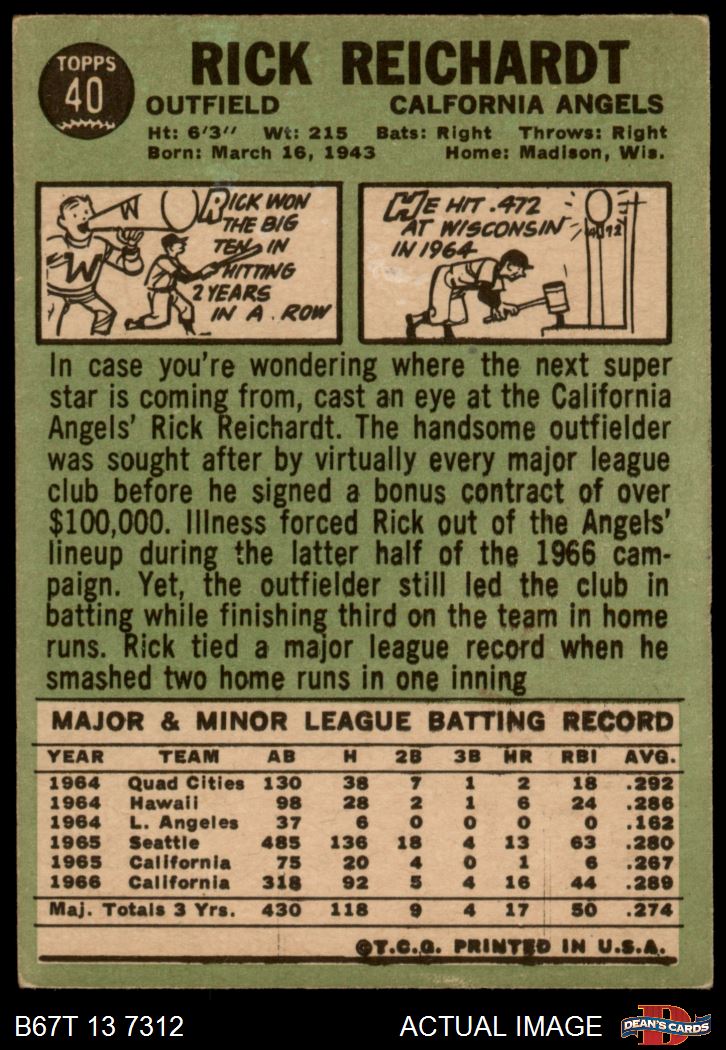 TOPPS
40
RICK REICHARDT
OUTFIELD CALFORNIA ANGELS
Ht: 6'3" Wt: 215 Bats: Right Throws: Right
Born: March 16, 1943 Home: Madison, Wis.
W
W
RICK WON
THE BIG
TEN IN
HITTING
2 YEARS
IN A ROW
HE HIT .472
AT WISCONSIN
IN 1964
In case you're wondering where the next super
star is coming from, cast an eye at the California
Angels' Rick Reichardt. The handsome outfielder
was sought after by virtually every major league
club before he signed a bonus contract of over
$100,000. Illness forced Rick out of the Angels'
lineup during the latter half of the 1966 cam-
paign. Yet, the outfielder still led the club in
batting while finishing third on the team in home
runs. Rick tied a major league record when he
smashed two home runs in one inning
MAJOR & MINOR LEAGUE BATTING RECORD
YEAR TEAM AB H 2B 3B HR RBI AVG.
1964 Quad Cities 130 38 7 1 2 18 .292
1964 Hawaii 98 28 2 1 6 24 .286
1964 L. Angeles 37 6 0 0 0 0 .162
1965 Seattle 485 136 18 4 13 63 .280
1965 California 75 20 4 0 1 6 .267
1966 California 318 92 5 4 16 44 .289
Maj. Totals 3 Yrs. 430 118 9 4 17 50 .274
©T.C.G. PRINTED IN U.S.A.
B67T 13 7312 ACTUAL IMAGE
D
DEAN'S CARDS